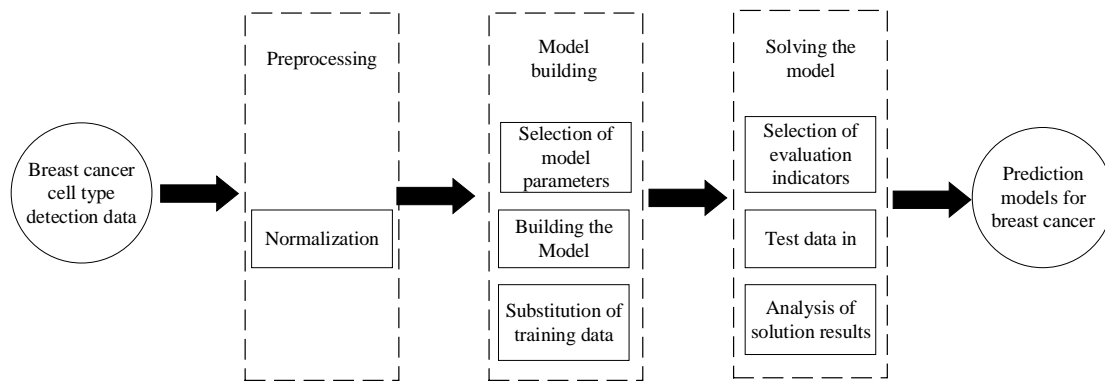 Breast cancer
cell type
detection data
Preprocessing
Normalization
Model
building
Selection of
model
parameters
Building the
Model
Substitution of
training data
Solving the
model
Selection of
evaluation
indicators
Test data in
Analysis of
solution results
Prediction
models for
breast cancer